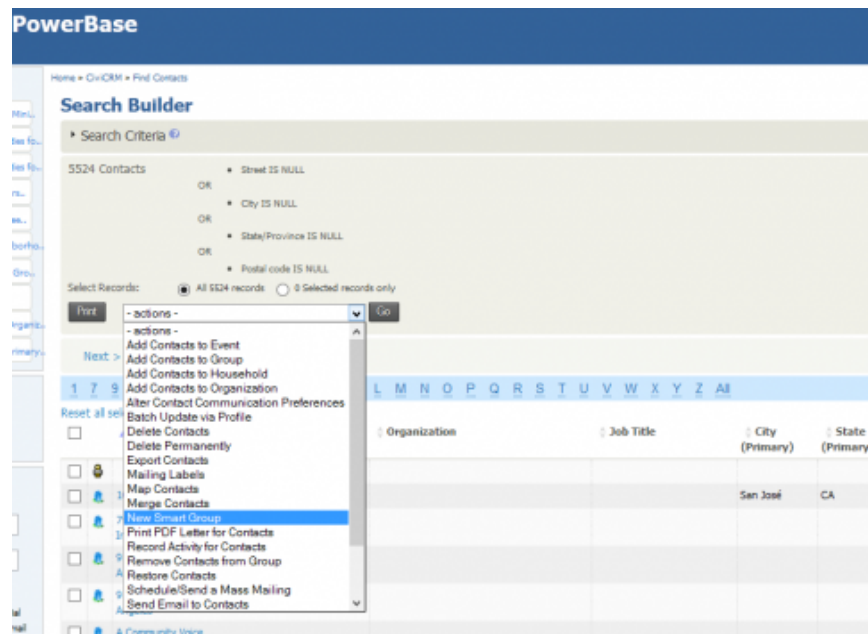 PowerBase
Home » CiviCRM » Find Contacts
Search Builder
Search Criteria
5524 Contacts
Street IS NULL
OR
City IS NULL
OR
State/Province IS NULL
OR
Postal code IS NULL
Select Records: All 5524 records 0 Selected records only
Print - actions - Go
- actions -
Add Contacts to Event
Add Contacts to Group
Next > Add Contacts to Household
1 7 9 Add Contacts to Organization L M N O P Q R S T U V W X Y Z All
Alter Contact Communication Preferences
Reset all Batch Update via Profile
Delete Contacts Organization Job Title City (Primary) State (Primary
Delete Permanently
Export Contacts
Mailing Labels
Map Contacts San José CA
Merge Contacts
New Smart Group
Print PDF Letter for Contacts
Record Activity for Contacts
Remove Contacts from Group
Restore Contacts
Schedule/Send a Mass Mailing
Send Email to Contacts
A Community Voice